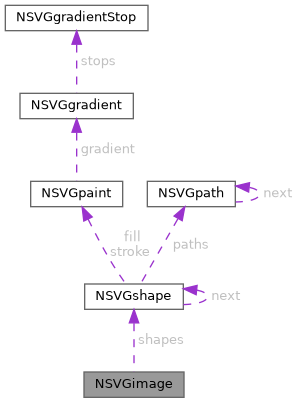 NSVGgradientStop
stops
NSVGgradient
gradient
NSVGpaint
NSVGpath
next
fill
stroke
paths
NSVGshape
next
shapes
NSVGimage